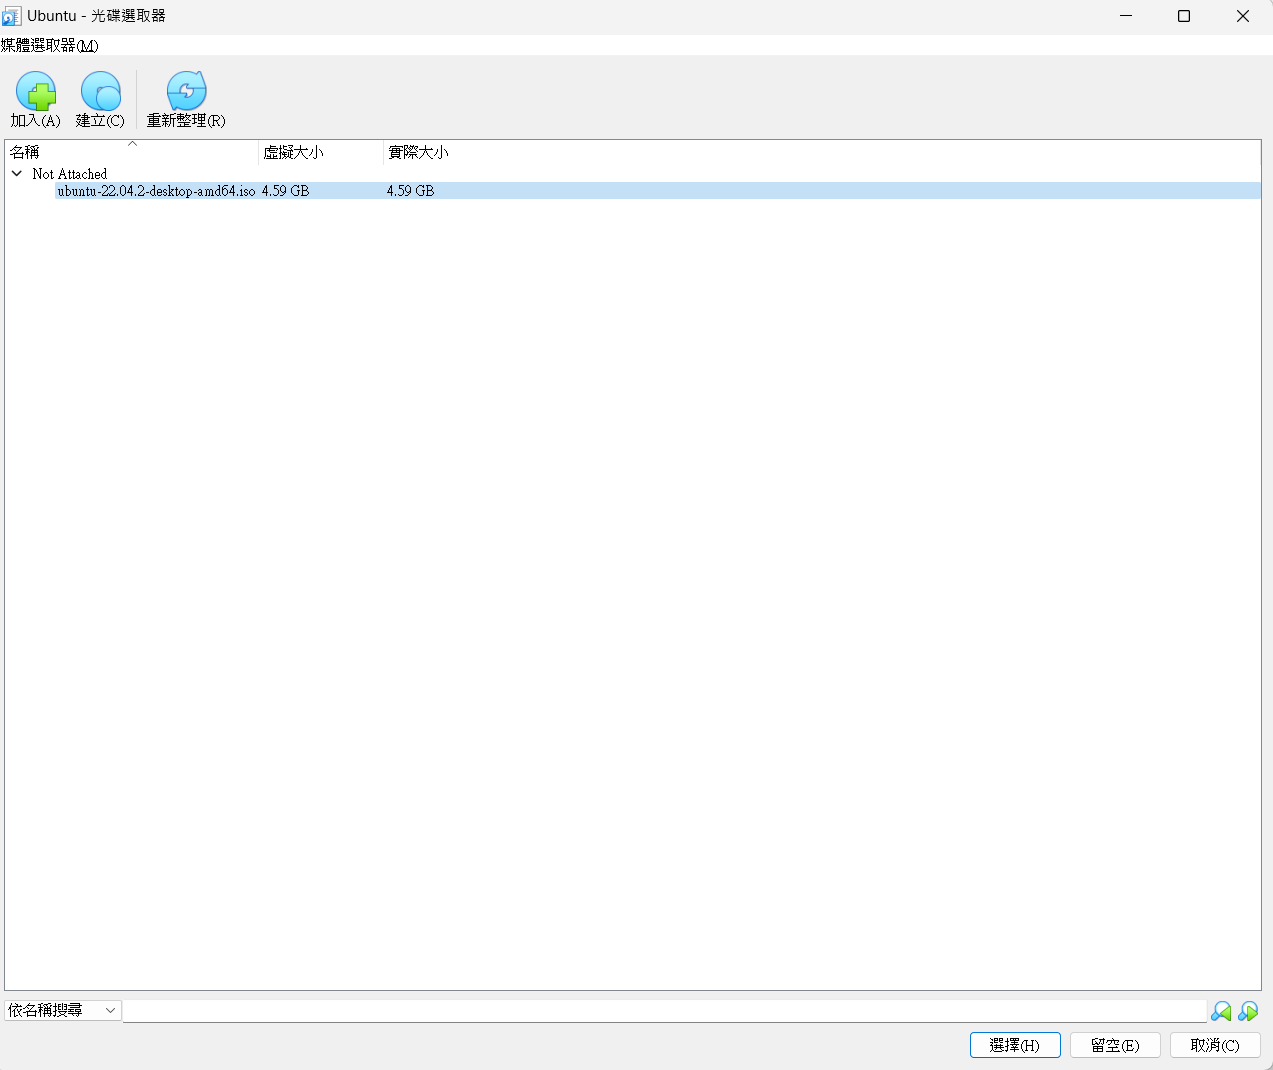 Ubuntu - 光碟選取器
媒體選取器(M)
加入(A) 建立(C) 重新整理(R)
名稱 虛擬大小 實際大小
Not Attached
ubuntu-22.04.2-desktop-amd64.iso 4.59 GB 4.59 GB
依名稱搜尋
選擇(H) 留空(E) 取消(C)